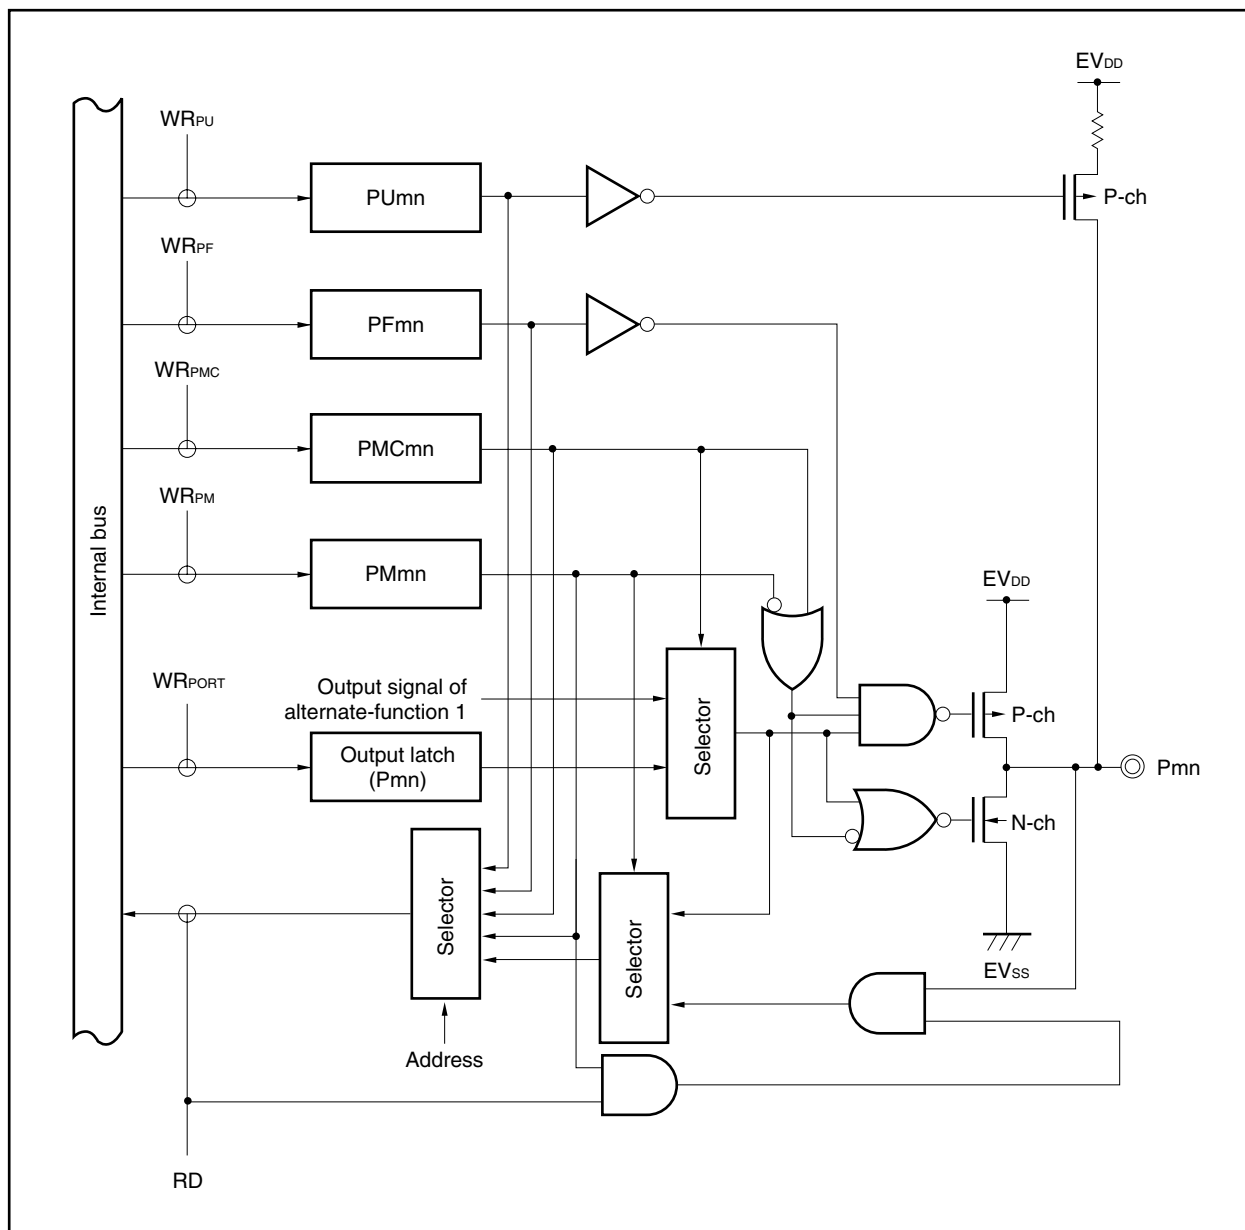 EVDD
WRPU
PUmn
P-ch
WRPF
PFmn
WRPMC
PMCmn
WRPM
PMmn
Internal bus
EVDD
WRPORT
Output signal of
alternate-function 1
Selector
P-ch
Output latch
(Pmn)
Pmn
N-ch
Selector
Selector
EVSS
Address
RD